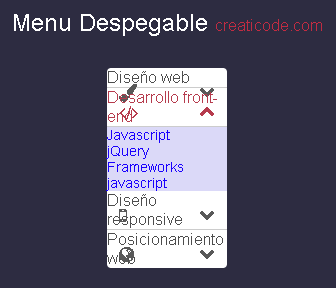 Menu Despegable creaticode.com
Diseño web
Desarrollo front-
end
Javascript
jQuery
Frameworks
javascript
Diseño
responsive
Posicionamiento
web